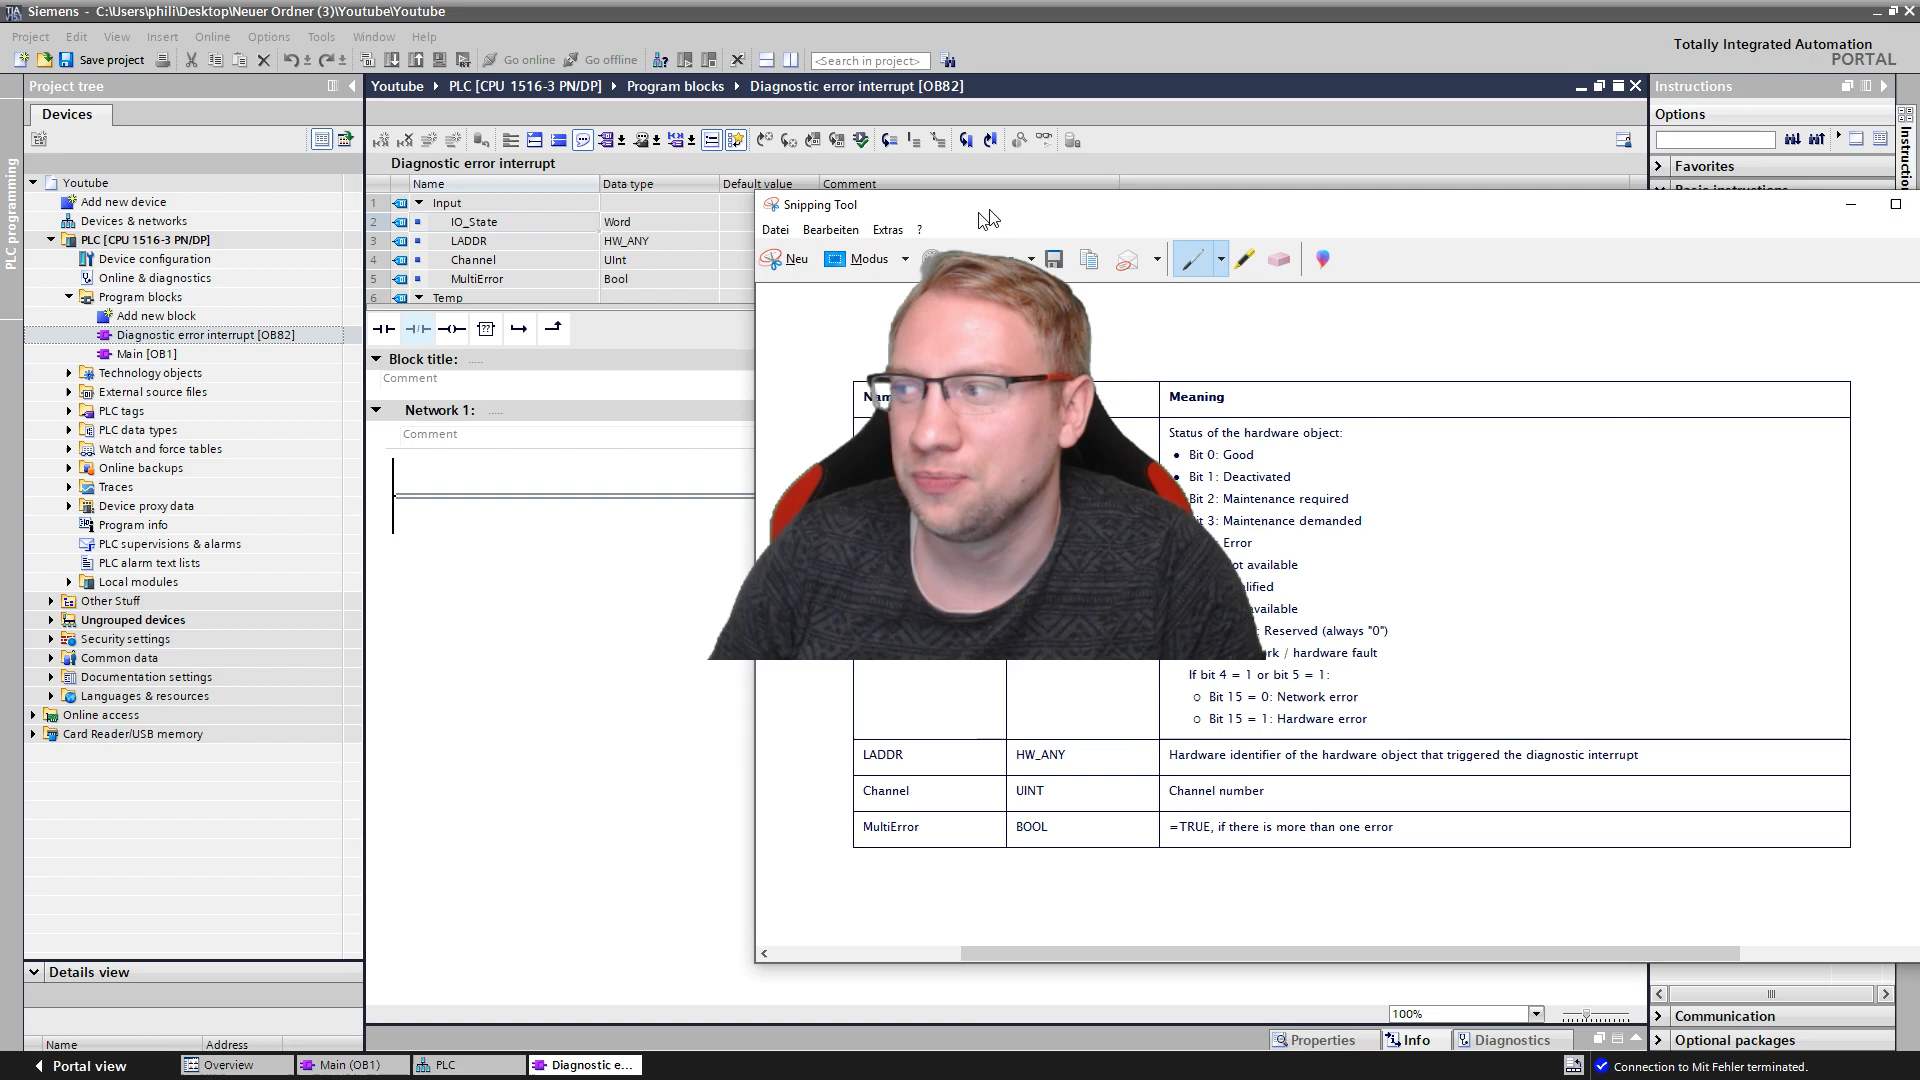 Siemens - C:\Users\phili\Desktop\Neuer Ordner (3)\Youtube\Youtube
Project Edit View Insert Online Options Tools Window Help
Totally Integrated Automation
PORTAL
Save project
Go online
Go offline
<Search in project>
Project tree
Youtube PLC [CPU 1516-3 PN/DP] Program blocks Diagnostic error interrupt [OB82]
Instructions
Devices
Options
PLC programming
Diagnostic error interrupt
Name Data type Default value Comment
Favorites
1 Input
2 IO_State Word
3 LADDR HW_ANY
4 Channel UInt
5 MultiError Bool
6 Temp
Youtube
Add new device
Devices & networks
PLC [CPU 1516-3 PN/DP]
Device configuration
Online & diagnostics
Program blocks
Add new block
Diagnostic error interrupt [OB82]
Main [OB1]
Technology objects
External source files
PLC tags
PLC data types
Watch and force tables
Online backups
Traces
Device proxy data
Program info
PLC supervisions & alarms
PLC alarm text lists
Local modules
Other Stuff
Ungrouped devices
Security settings
Common data
Documentation settings
Languages & resources
Online access
Card Reader/USB memory
Block title: .....
Comment
Network 1: .....
Comment
Snipping Tool
Datei Bearbeiten Extras ?
Neu Modus
Meaning
Status of the hardware object:
Bit 0: Good
Bit 1: Deactivated
Bit 2: Maintenance required
3: Maintenance demanded
Error
available
: Reserved (always "0")
/ hardware fault
If bit 4 = 1 or bit 5 = 1:
Bit 15 = 0: Network error
Bit 15 = 1: Hardware error
LADDR HW_ANY Hardware identifier of the hardware object that triggered the diagnostic interrupt
Channel UINT Channel number
MultiError BOOL =TRUE, if there is more than one error
Details view
Name Address
100%
Properties Info Diagnostics
Communication
Optional packages
Portal view Overview Main (OB1) PLC Diagnostic e...
Connection to Mit Fehler terminated.